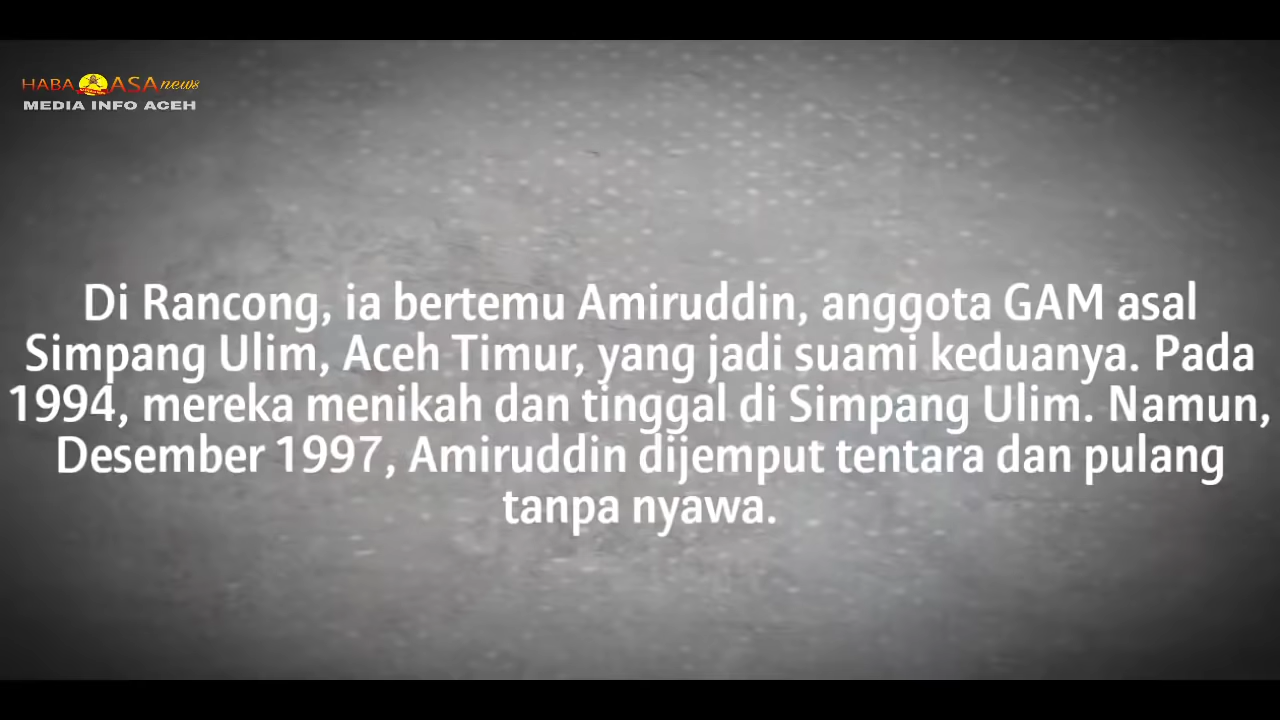 HABA ASA news
MEDIA INFO ACEH
Di Rancong, ia bertemu Amiruddin, anggota GAM asal
Simpang Ulim, Aceh Timur, yang jadi suami keduanya. Pada
1994, mereka menikah dan tinggal di Simpang Ulim. Namun,
Desember 1997, Amiruddin dijemput tentara dan pulang
tanpa nyawa.